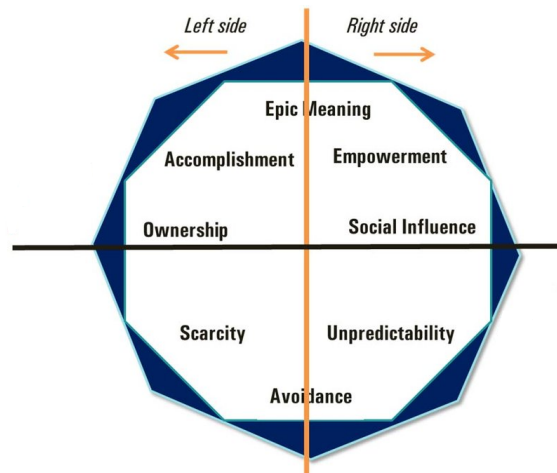 Left side
Right side
Epic Meaning
Accomplishment
Empowerment
Ownership
Social Influence
Scarcity
Unpredictability
Avoidance